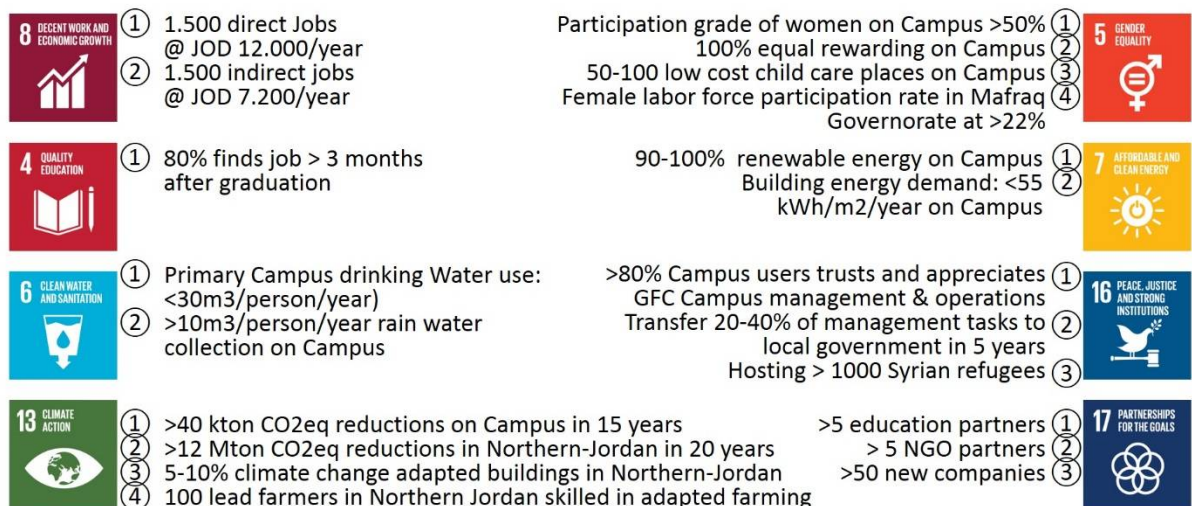 8 DECENT WORK AND
ECONOMIC GROWTH
① 1.500 direct Jobs
@ JOD 12.000/year
② 1.500 indirect jobs
@ JOD 7.200/year
Participation grade of women on Campus >50% ①
100% equal rewarding on Campus ②
50-100 low cost child care places on Campus ③
Female labor force participation rate in Mafraq ④
Governorate at >22%
5 GENDER
EQUALITY
4 QUALITY
EDUCATION
① 80% finds job > 3 months
after graduation
90-100% renewable energy on Campus ①
Building energy demand: <55 ②
kWh/m2/year on Campus
7 AFFORDABLE AND
CLEAN ENERGY
6 CLEAN WATER
AND SANITATION
① Primary Campus drinking Water use:
<30m3/person/year)
② >10m3/person/year rain water
collection on Campus
>80% Campus users trusts and appreciates ①
GFC Campus management & operations
Transfer 20-40% of management tasks to ②
local government in 5 years
Hosting > 1000 Syrian refugees ③
16 PEACE, JUSTICE
AND STRONG
INSTITUTIONS
13 CLIMATE
ACTION
① >40 kton CO2eq reductions on Campus in 15 years
② >12 Mton CO2eq reductions in Northern-Jordan in 20 years
③ 5-10% climate change adapted buildings in Northern-Jordan
④ 100 lead farmers in Northern Jordan skilled in adapted farming
>5 education partners ①
> 5 NGO partners ②
>50 new companies ③
17 PARTNERSHIPS
FOR THE GOALS